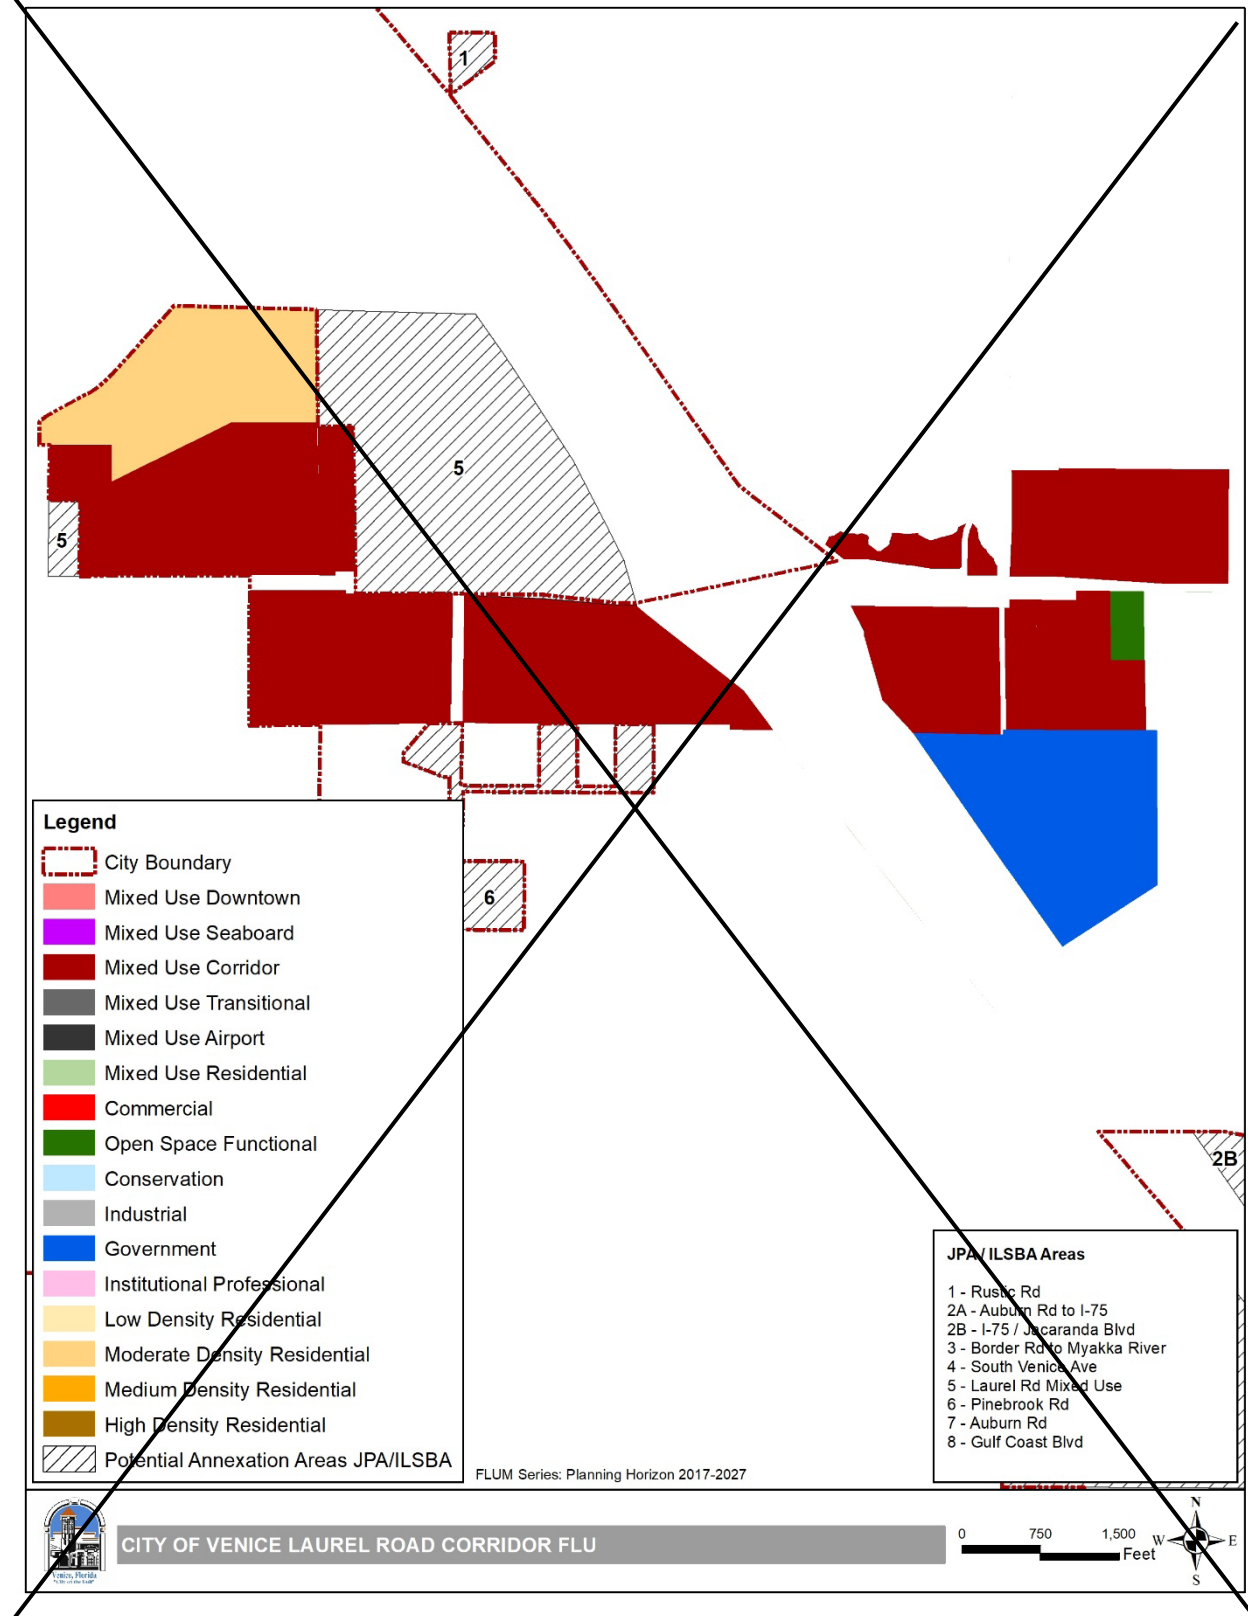 1
5
5
6
2B
Legend
City Boundary
Mixed Use Downtown
Mixed Use Seaboard
Mixed Use Corridor
Mixed Use Transitional
Mixed Use Airport
Mixed Use Residential
Commercial
Open Space Functional
Conservation
Industrial
Government
Institutional Professional
Low Density Residential
Moderate Density Residential
Medium Density Residential
High Density Residential
Potential Annexation Areas JPA/ILSBA
JPA / ILSBA Areas
1 - Rustic Rd
2A - Auburn Rd to I-75
2B - I-75 / Jacaranda Blvd
3 - Border Rd to Myakka River
4 - South Venice Ave
5 - Laurel Rd Mixed Use
6 - Pinebrook Rd
7 - Auburn Rd
8 - Gulf Coast Blvd
FLUM Series: Planning Horizon 2017-2027
Venice, Florida
"City on the Gulf"
CITY OF VENICE LAUREL ROAD CORRIDOR FLU
0 750 1,500
Feet
N
W E
S